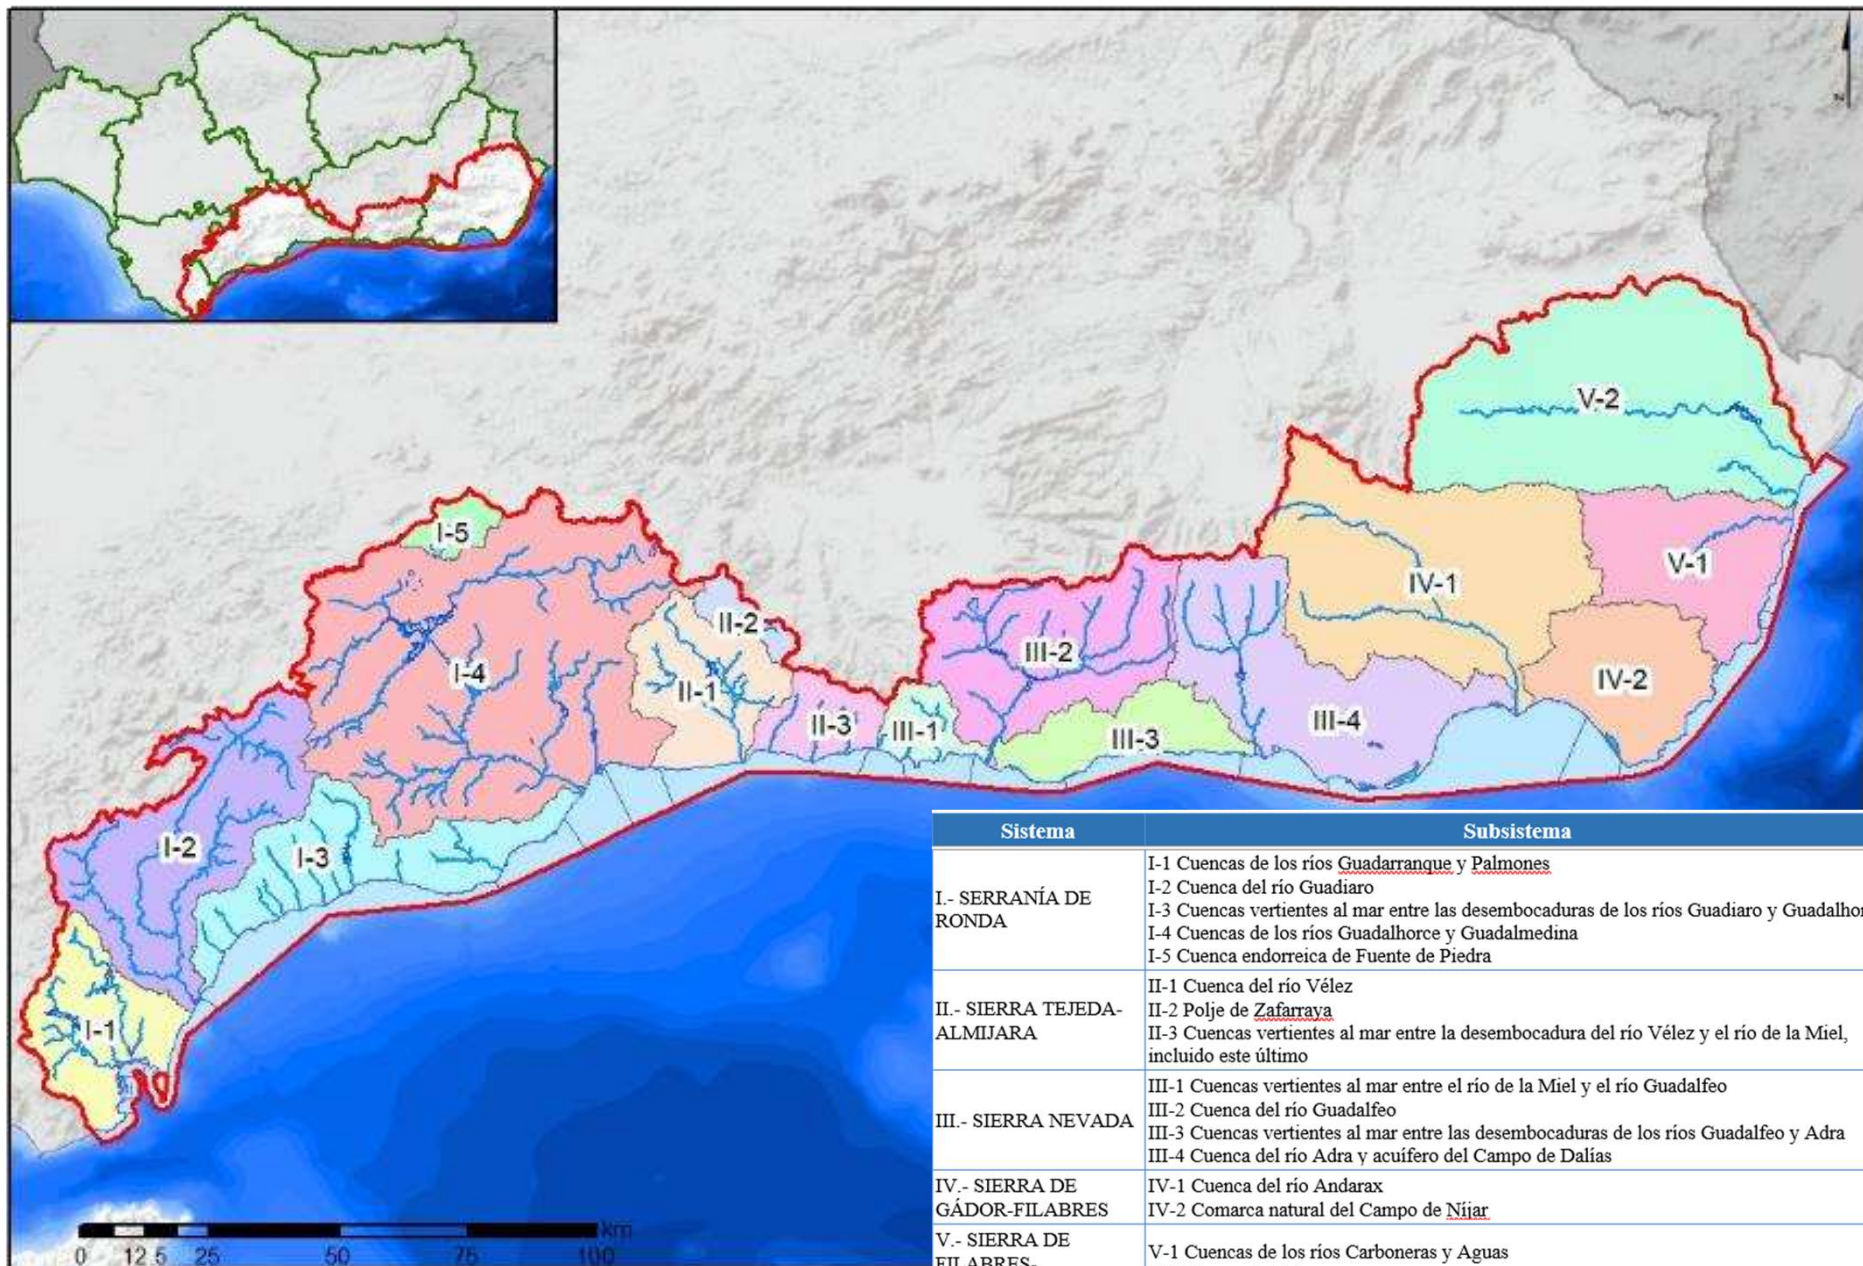 V-2
I-5
V-1
IV-1
II-2
III-2
I-4
IV-2
II-1
II-3
III-1
III-4
III-3
I-2
I-3
I-1
0 12.5 25 50 75 100 km
Sistema Subsistema
I.- SERRANÍA DE RONDA
I-1 Cuencas de los ríos Guadarranque y Palmones
I-2 Cuenca del río Guadiaro
I-3 Cuencas vertientes al mar entre las desembocaduras de los ríos Guadiaro y Guadalhor
I-4 Cuencas de los ríos Guadalhorce y Guadalmedina
I-5 Cuenca endorreica de Fuente de Piedra
II.- SIERRA TEJEDA-
ALMIJARA
II-1 Cuenca del río Vélez
II-2 Polje de Zafarraya
II-3 Cuencas vertientes al mar entre la desembocadura del río Vélez y el río de la Miel,
incluido este último
III.- SIERRA NEVADA
III-1 Cuencas vertientes al mar entre el río de la Miel y el río Guadalfeo
III-2 Cuenca del río Guadalfeo
III-3 Cuencas vertientes al mar entre las desembocaduras de los ríos Guadalfeo y Adra
III-4 Cuenca del río Adra y acuífero del Campo de Dalías
IV.- SIERRA DE
GÁDOR-FILABRES
IV-1 Cuenca del río Andarax
IV-2 Comarca natural del Campo de Níjar
V.- SIERRA DE
FILABRES-
V-1 Cuencas de los ríos Carboneras y Aguas